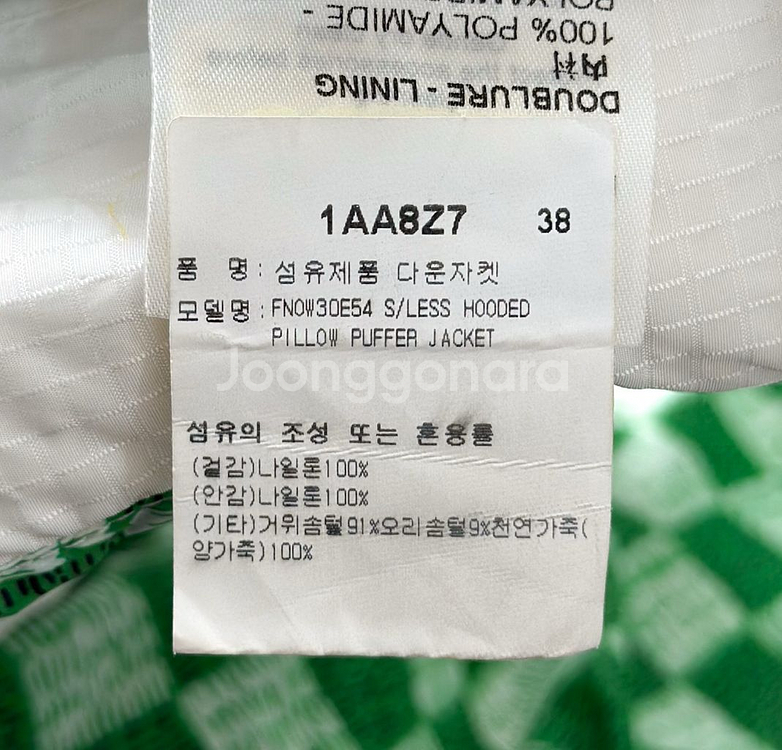 POLYAMIDE
100% POLYAMIDE -
内衬
DOUBLURE - LINING
1AA8Z7 38
품 명 : 섬유제품 다운자켓
모델명 : FNOW30E54 S/LESS HOODED
PILLOW PUFFER JACKET
Joonggonara
섬유의 조성 또는 혼용률
(겉감)나일론100%
(안감)나일론100%
(기타)거위솜털91%오리솜털9%천연가죽(
양가죽)100%